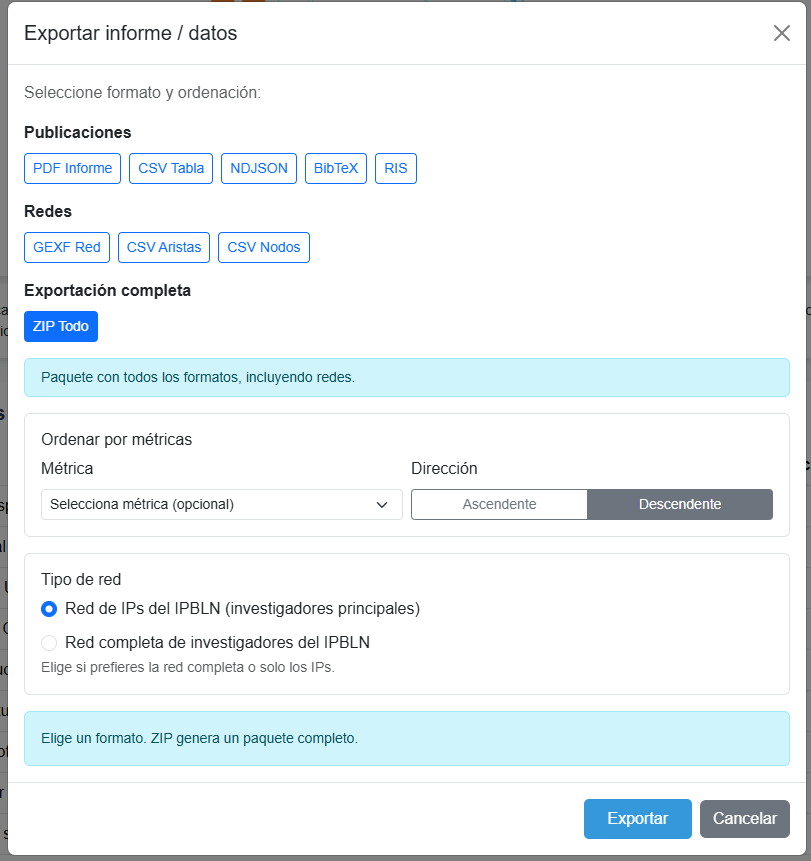 Exportar informe / datos
Seleccione formato y ordenación:
Publicaciones
PDF Informe CSV Tabla NDJSON BibTeX RIS
Redes
GEXF Red CSV Aristas CSV Nodos
Exportación completa
ZIP Todo
Paquete con todos los formatos, incluyendo redes.
Ordenar por métricas
Métrica Dirección
Selecciona métrica (opcional) Ascendente Descendente
Tipo de red
Red de IPs del IPBLN (investigadores principales)
Red completa de investigadores del IPBLN
Elige si prefieres la red completa o solo los IPs.
Elige un formato. ZIP genera un paquete completo.
Exportar Cancelar